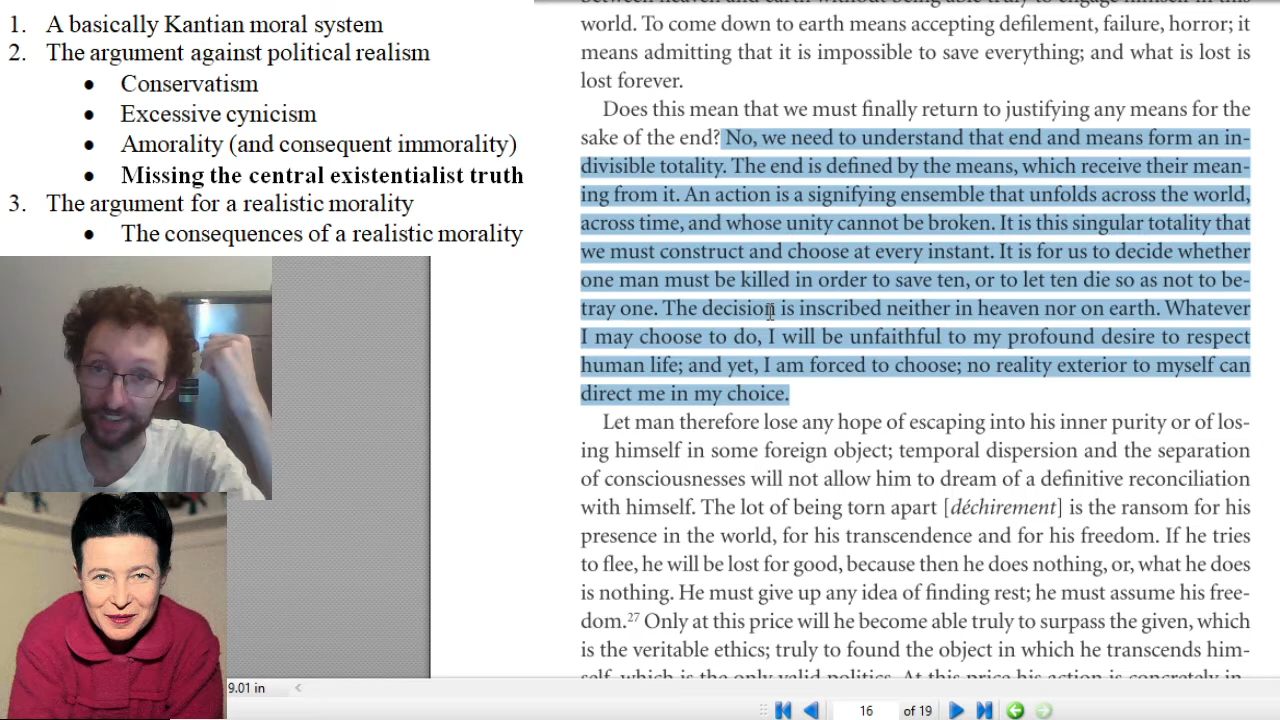 1. A basically Kantian moral system
2. The argument against political realism
• Conservatism
• Excessive cynicism
• Amorality (and consequent immorality)
• Missing the central existentialist truth
3. The argument for a realistic morality
• The consequences of a realistic morality
world. To come down to earth means accepting defilement, failure, horror; it
means admitting that it is impossible to save everything; and what is lost is
lost forever.
Does this mean that we must finally return to justifying any means for the
sake of the end? No, we need to understand that end and means form an in-
divisible totality. The end is defined by the means, which receive their mean-
ing from it. An action is a signifying ensemble that unfolds across the world,
across time, and whose unity cannot be broken. It is this singular totality that
we must construct and choose at every instant. It is for us to decide whether
one man must be killed in order to save ten, or to let ten die so as not to be-
tray one. The decision is inscribed neither in heaven nor on earth. Whatever
I may choose to do, I will be unfaithful to my profound desire to respect
human life; and yet, I am forced to choose; no reality exterior to myself can
direct me in my choice.
Let man therefore lose any hope of escaping into his inner purity or of los-
ing himself in some foreign object; temporal dispersion and the separation
of consciousnesses will not allow him to dream of a definitive reconciliation
with himself. The lot of being torn apart [déchirement] is the ransom for his
presence in the world, for his transcendence and for his freedom. If he tries
to flee, he will be lost for good, because then he does nothing, or, what he does
is nothing. He must give up any idea of finding rest; he must assume his free-
dom.27 Only at this price will he become able truly to surpass the given, which
is the veritable ethics; truly to found the object in which he transcends him-
9.01 in
16 of 19